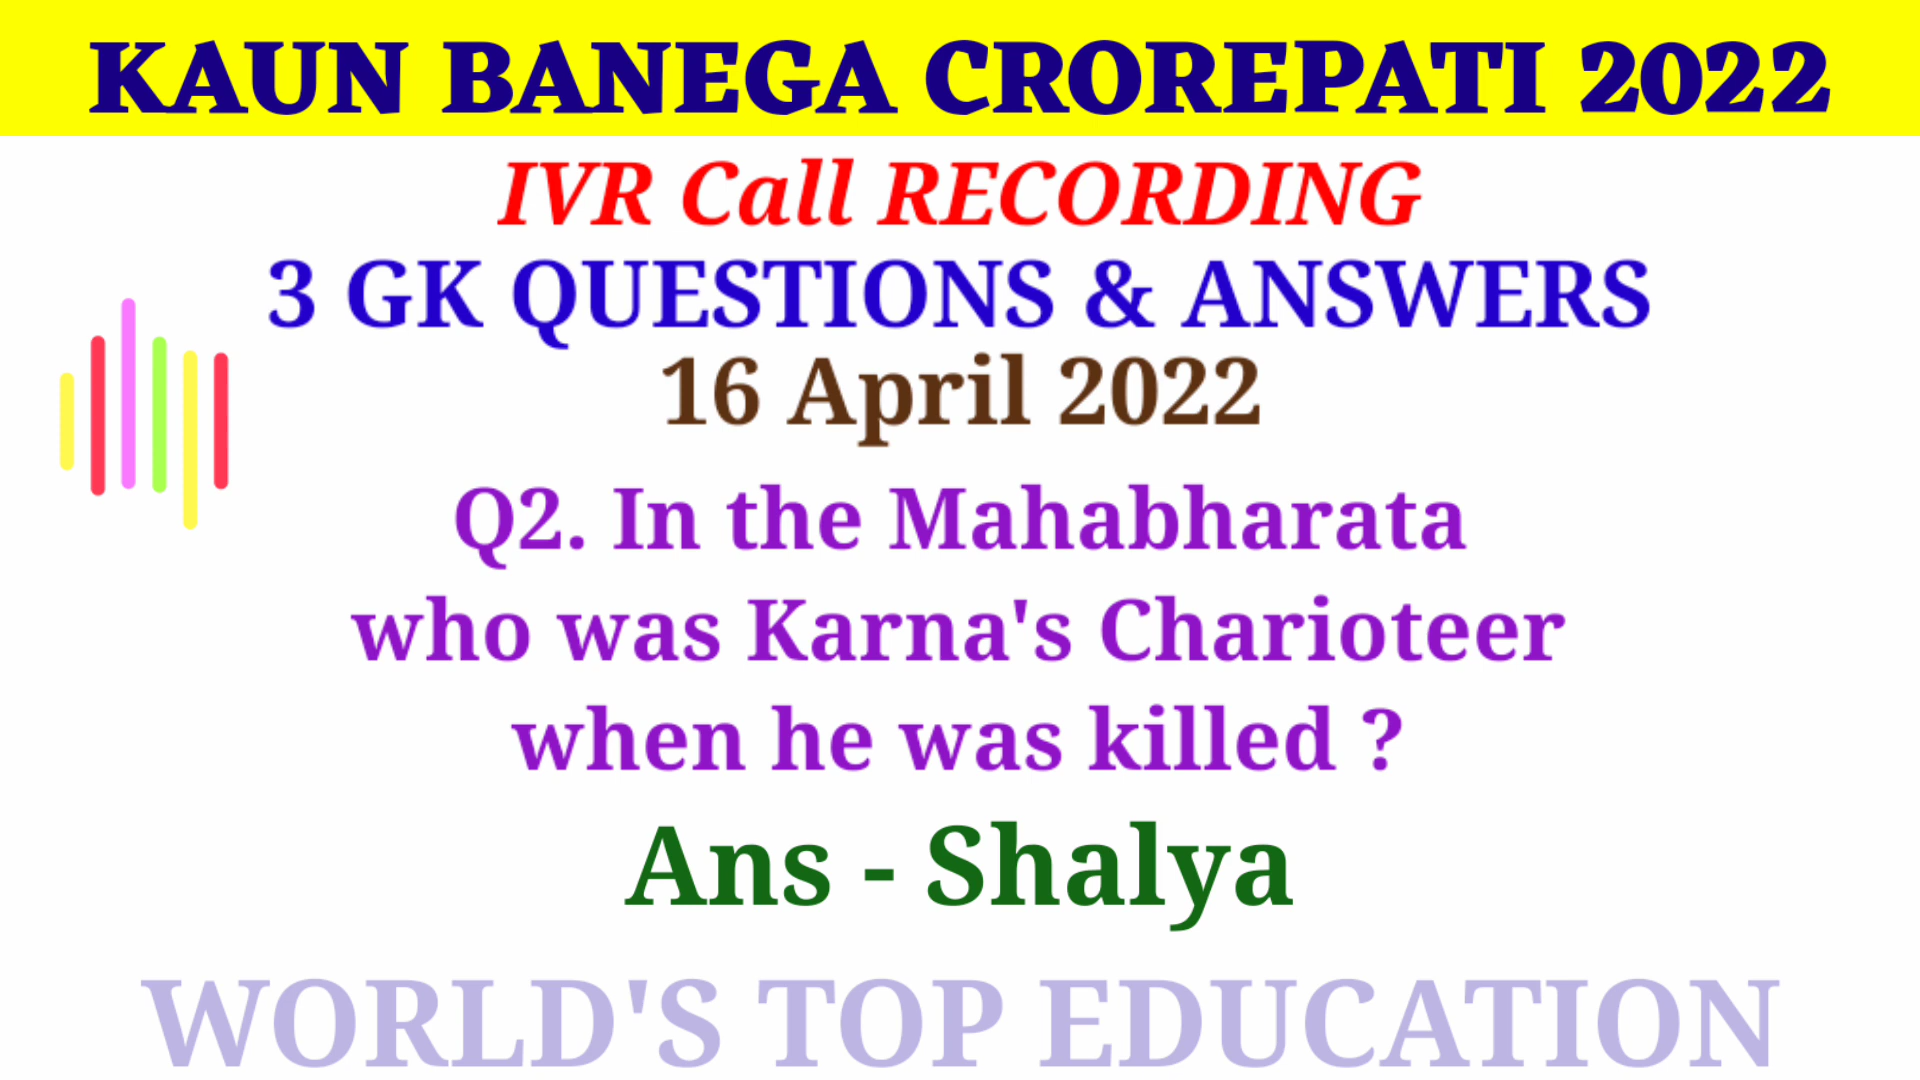 KAUN BANEGA CROREPATI 2022
IVR Call RECORDING
3 GK QUESTIONS & ANSWERS
16 April 2022
Q2. In the Mahabharata
who was Karna's Charioteer
when he was killed ?
Ans - Shalya
WORLD'S TOP EDUCATION